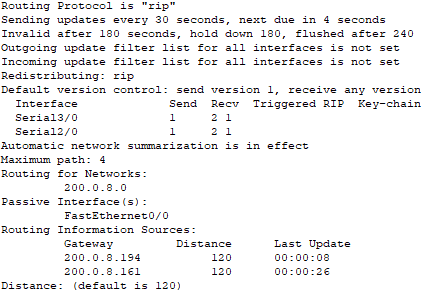 Routing Protocol is "rip"
Sending updates every 30 seconds, next due in 4 seconds
Invalid after 180 seconds, hold down 180, flushed after 240
Outgoing update filter list for all interfaces is not set
Incoming update filter list for all interfaces is not set
Redistributing: rip
Default version control: send version 1, receive any version
  Interface             Send  Recv  Triggered RIP  Key-chain
  Serial3/0             1     2 1
  Serial2/0             1     2 1
Automatic network summarization is in effect
Maximum path: 4
Routing for Networks:
         200.0.8.0
Passive Interface(s):
         FastEthernet0/0
Routing Information Sources:
         Gateway         Distance      Last Update
         200.0.8.194          120      00:00:08
         200.0.8.161          120      00:00:26
Distance: (default is 120)